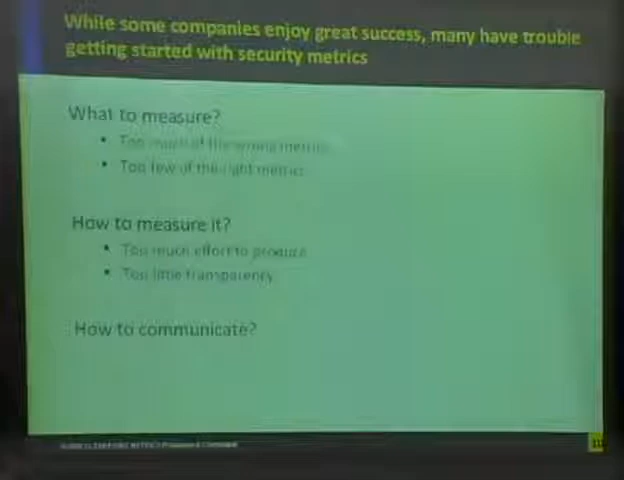 While some companies enjoy great success, many have trouble
getting started with security metrics
What to measure?
• Too much of the wrong metrics
• Too few of the right metrics
How to measure it?
• Too much effort to produce
• Too little transparency
How to communicate?